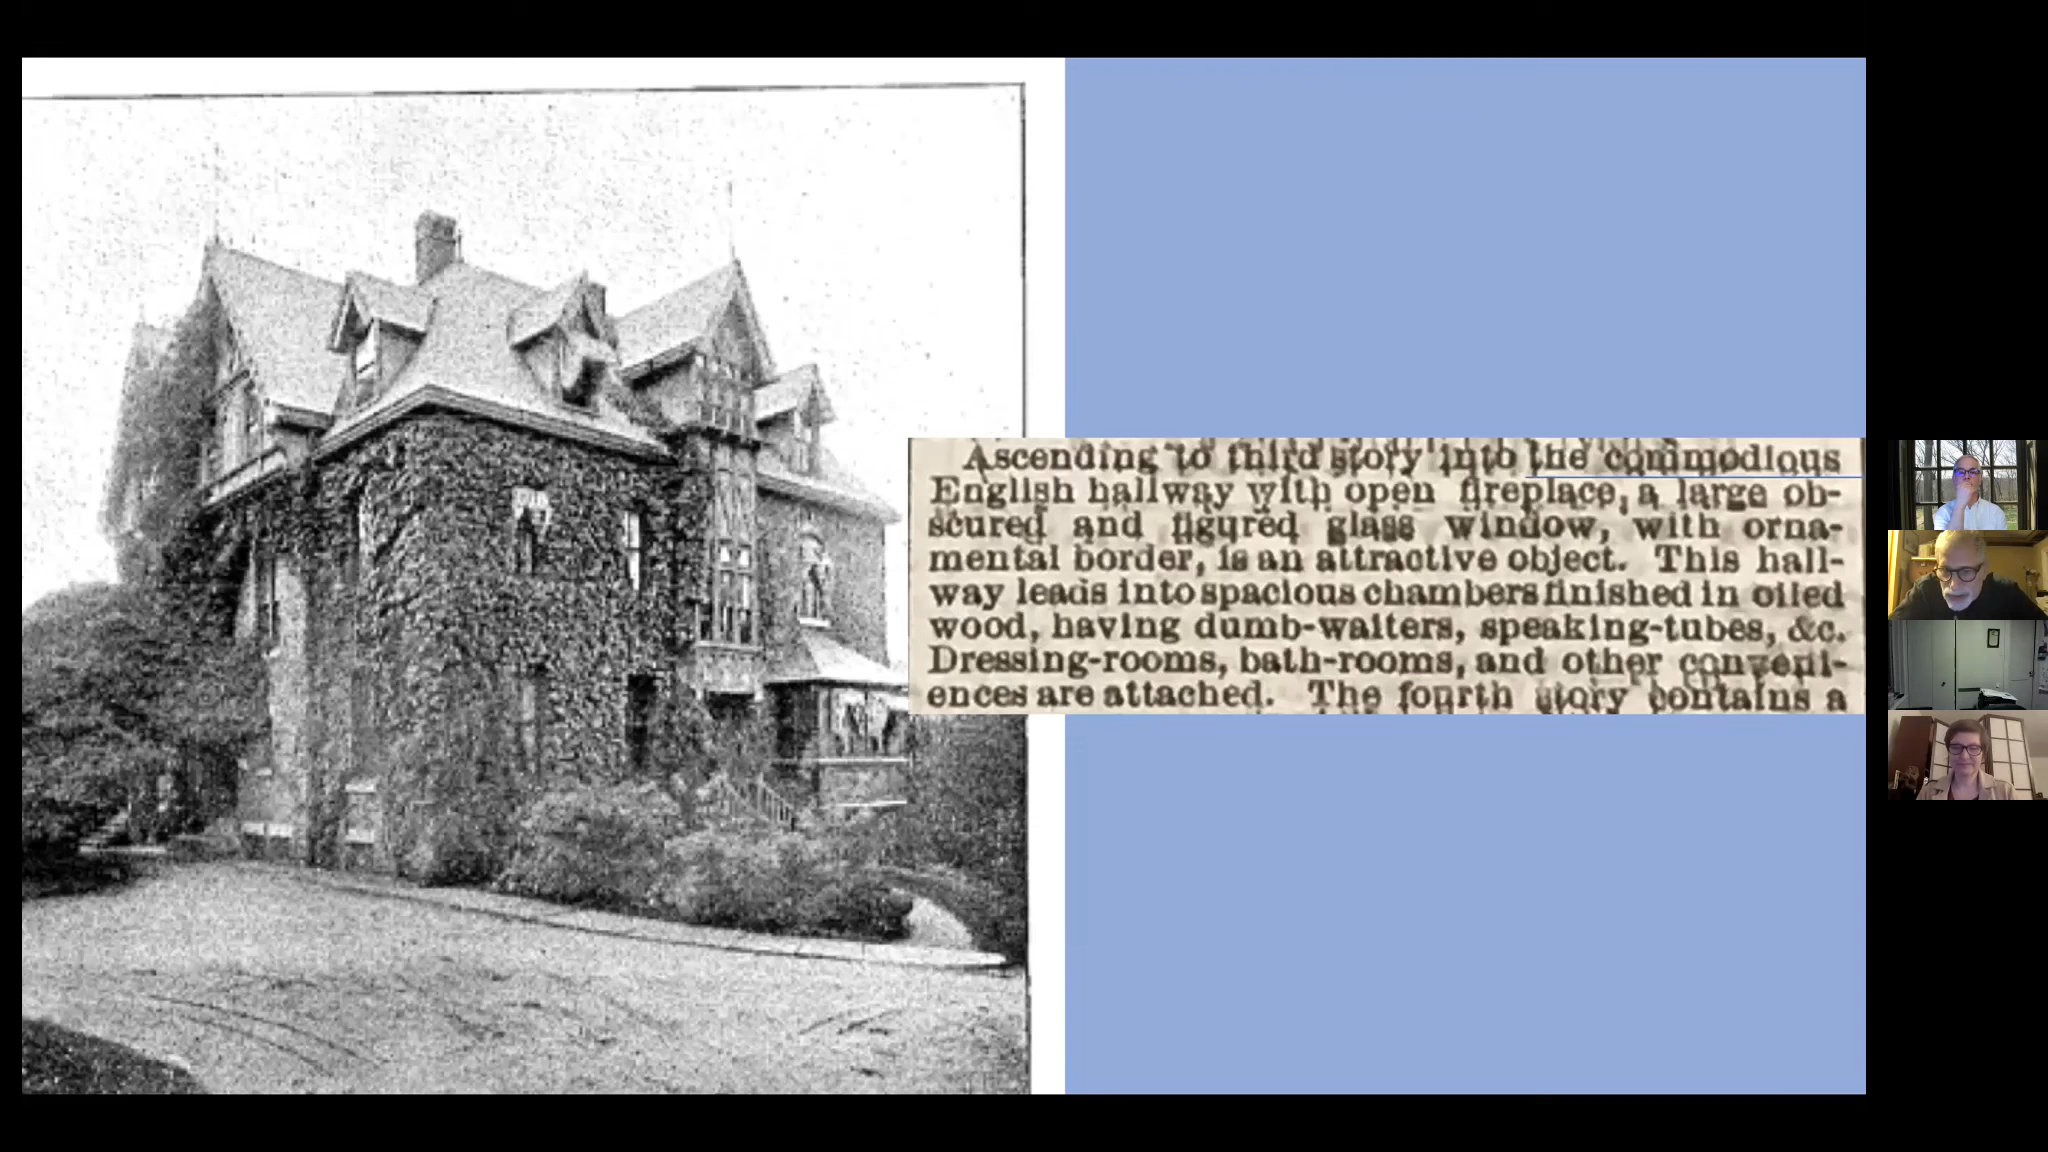 Ascending to third story into the commodious
English hallway with open fireplace, a large ob-
scured and figured glass window, with orna-
mental border, is an attractive object. This hall-
way leads into spacious chambers finished in oiled
wood, having dumb-waiters, speaking-tubes, &c.
Dressing-rooms, bath-rooms, and other conveni-
ences are attached. The fourth story contains a